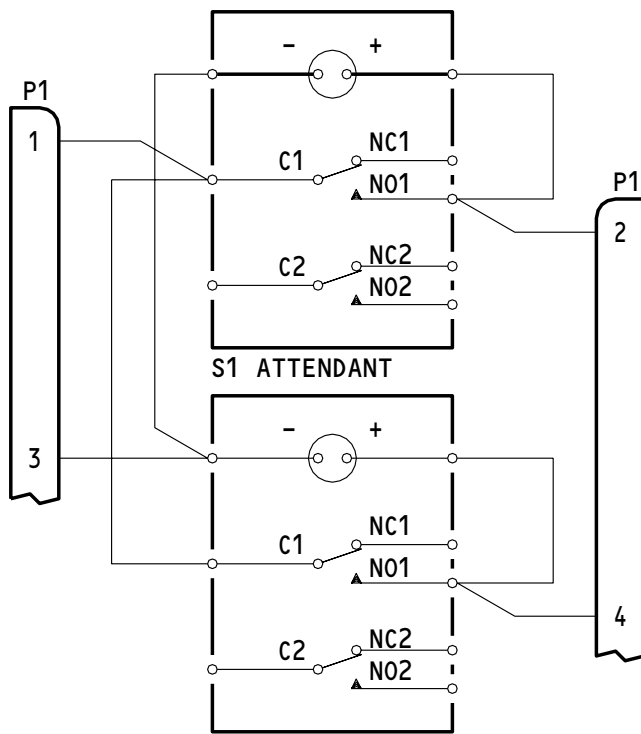 - +
P1
1
C1 NC1
NO1
P1
2
C2 NC2
NO2
S1 ATTENDANT
- +
3
C1 NC1
NO1
4
C2 NC2
NO2